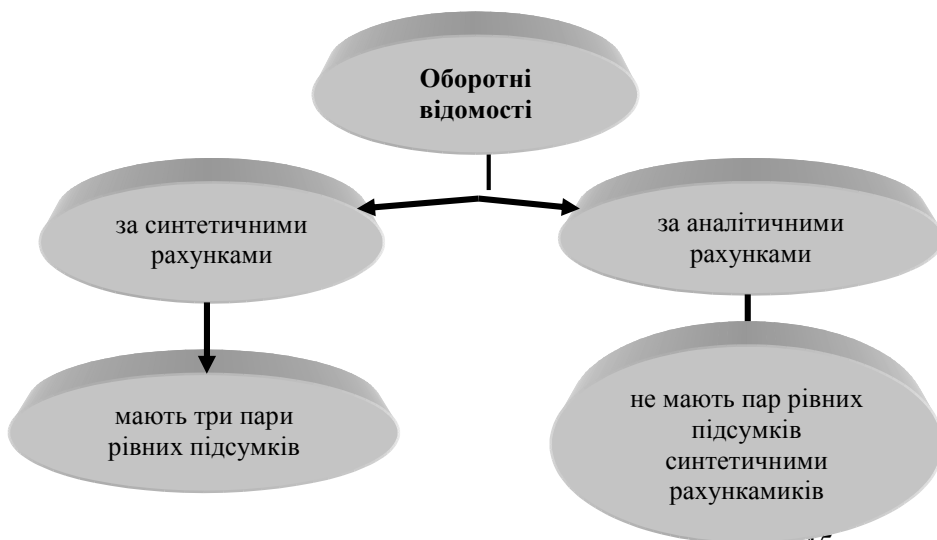 Оборотні
відомості
за синтетичними
рахунками
за аналітичними
рахунками
мають три пари
рівних підсумків
не мають пар рівних
підсумків
синтетичними
рахункамиків